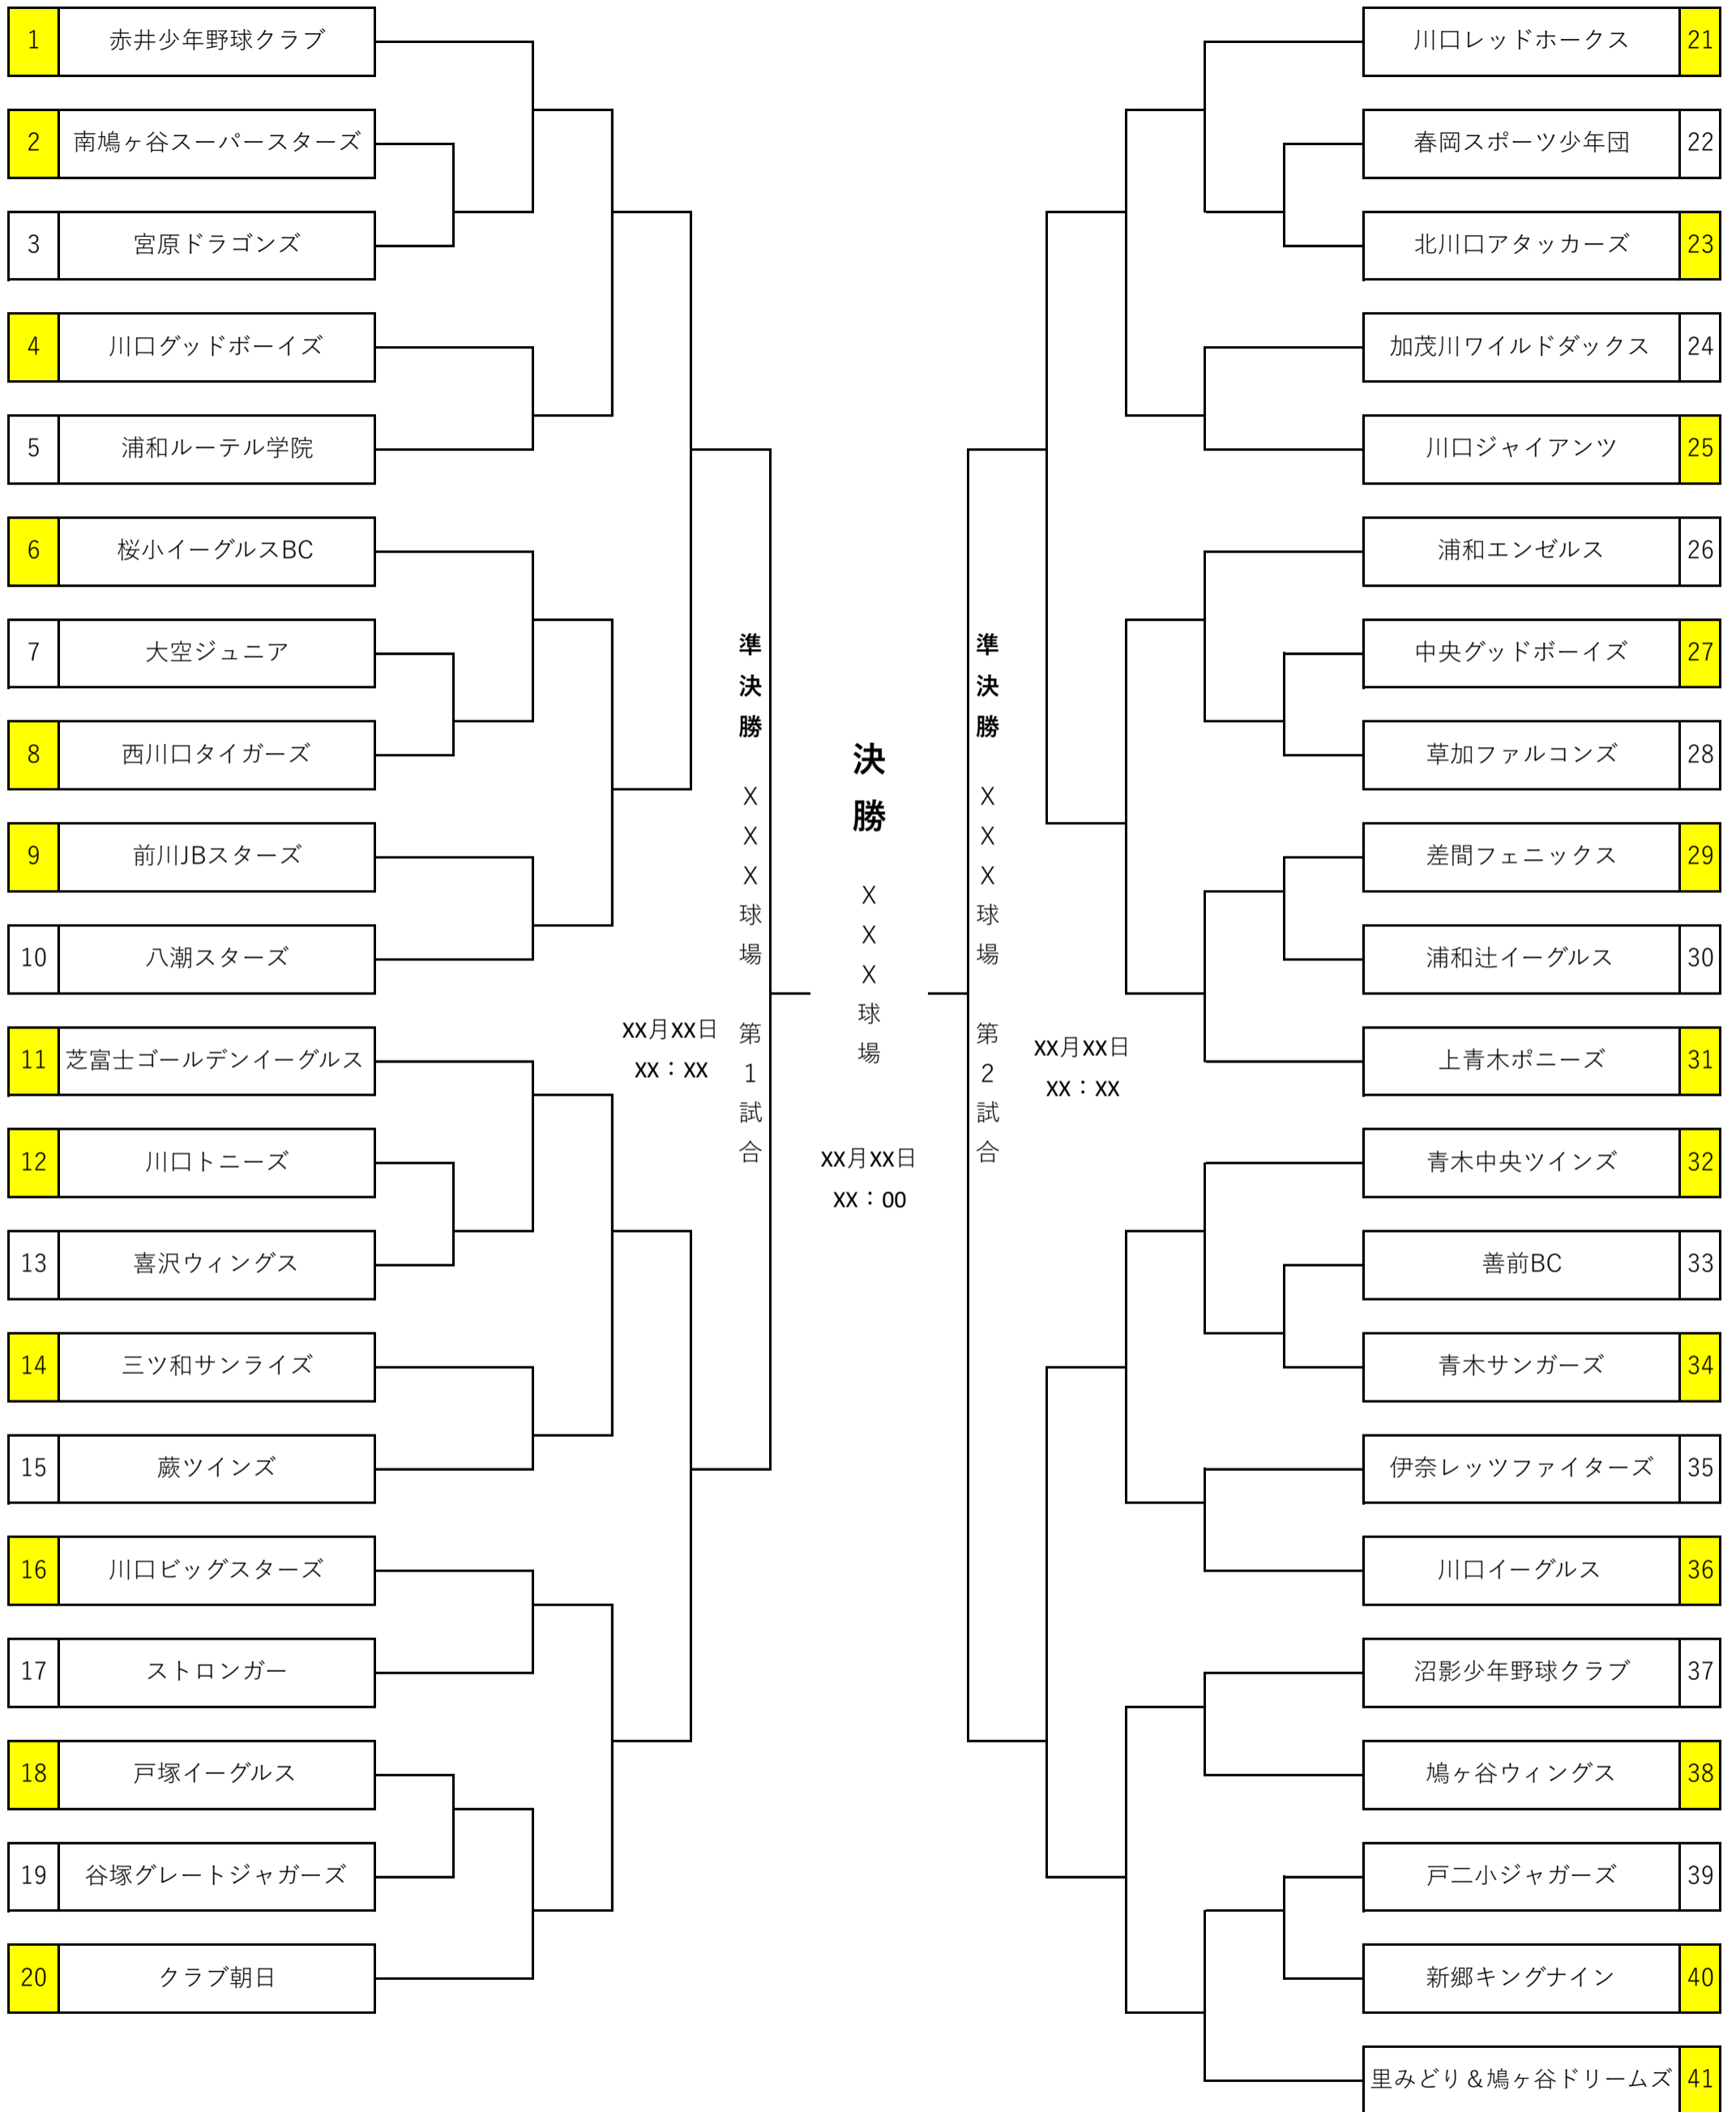 1 赤井少年野球クラブ
2 南鳩ヶ谷スーパースターズ
3 宮原ドラゴンズ
4 川口グッドボーイズ
5 浦和ルーテル学院
6 桜小イーグルスBC
7 大空ジュニア
8 西川口タイガーズ
9 前川JBスターズ
10 八潮スターズ
11 芝富士ゴールデンイーグルス
12 川口トニーズ
13 喜沢ウィングス
14 三ツ和サンライズ
15 蕨ツインズ
16 川口ビッグスターズ
17 ストロンガー
18 戸塚イーグルス
19 谷塚グレートジャガーズ
20 クラブ朝日
準決勝 XXX球場 第1試合
XX月XX日
XX：XX
決勝 XXX球場
XX月XX日
XX：00
準決勝 XXX球場 第2試合
XX月XX日
XX：XX
川口レッドホークス 21
春岡スポーツ少年団 22
北川口アタッカーズ 23
加茂川ワイルドダックス 24
川口ジャイアンツ 25
浦和エンゼルス 26
中央グッドボーイズ 27
草加ファルコンズ 28
差間フェニックス 29
浦和辻イーグルス 30
上青木ポニーズ 31
青木中央ツインズ 32
善前BC 33
青木サンガーズ 34
伊奈レッツファイターズ 35
川口イーグルス 36
沼影少年野球クラブ 37
鳩ヶ谷ウィングス 38
戸二小ジャガーズ 39
新郷キングナイン 40
里みどり＆鳩ヶ谷ドリームズ 41